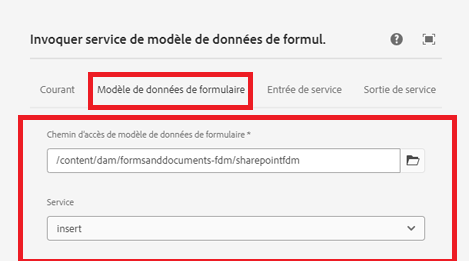 Invoquer service de modèle de données de formul.
Courant Modèle de données de formulaire Entrée de service Sortie de service
Chemin d'accès de modèle de données de formulaire *
/content/dam/formsanddocuments-fdm/sharepointfdm
Service
insert